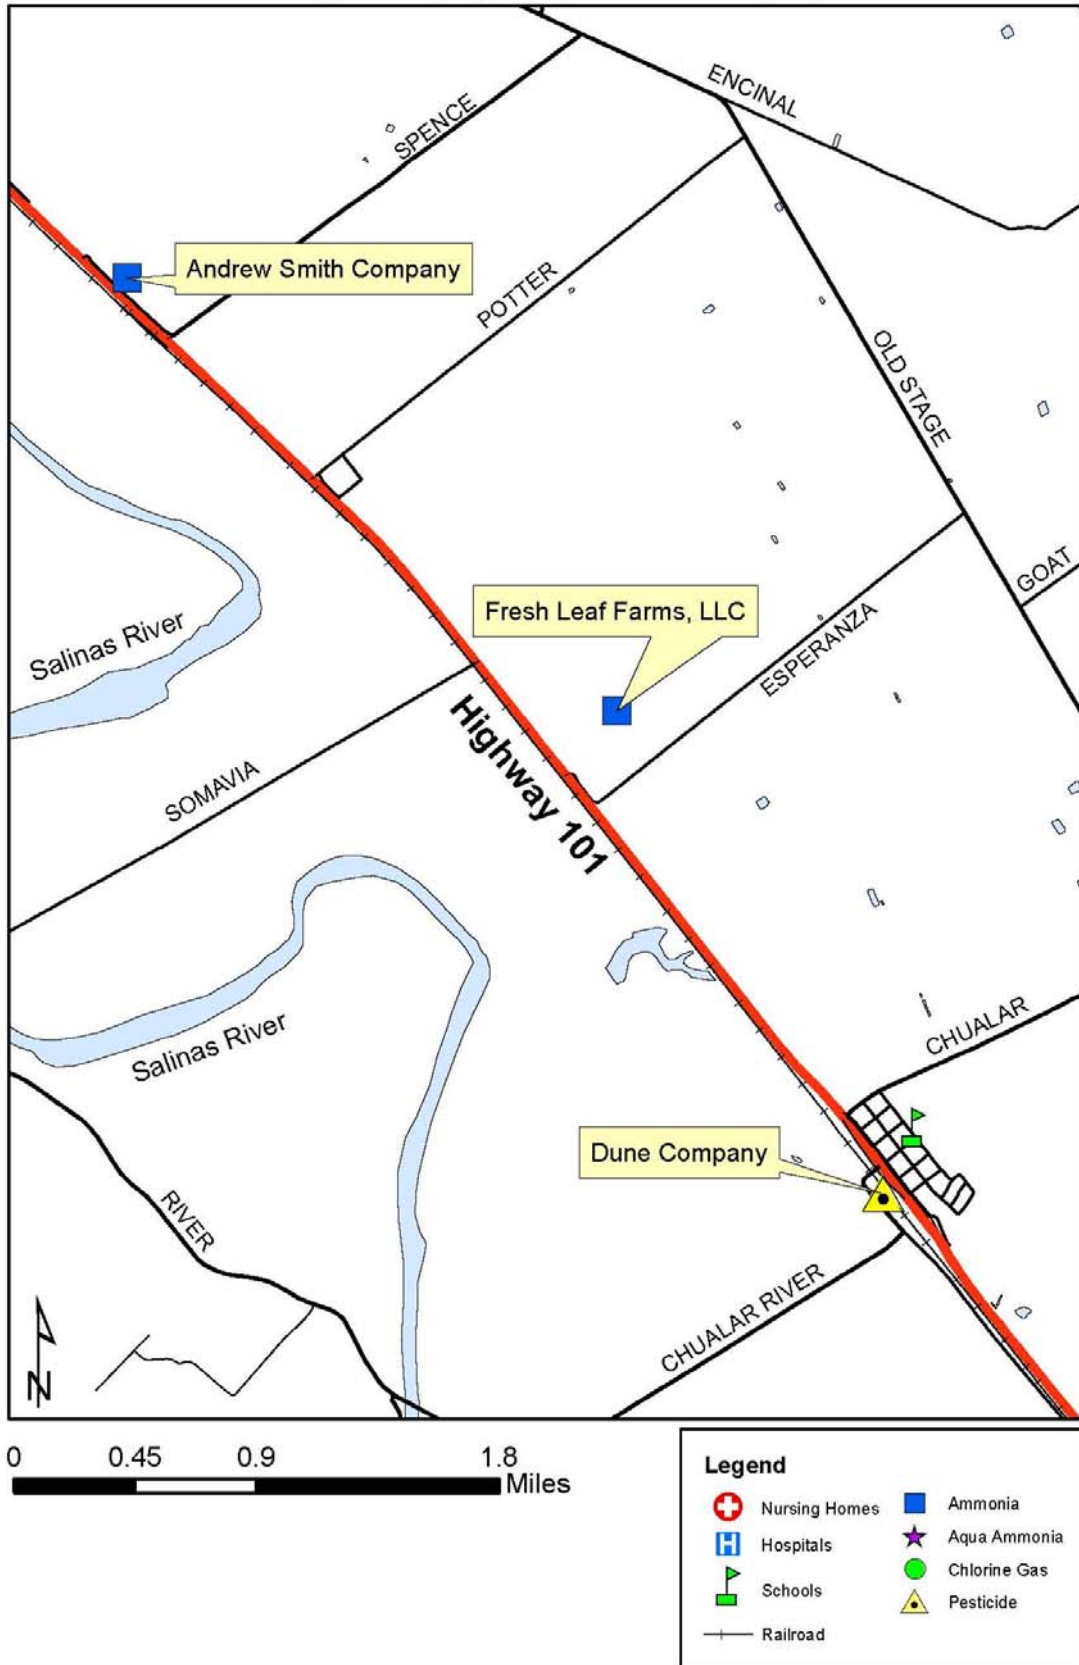 ENCINAL
SPENCE
Andrew Smith Company
POTTER
OLD STAGE
GOAT
Fresh Leaf Farms, LLC
ESPERANZA
Salinas River
Highway 101
SOMAVIA
Salinas River
CHUALAR
Dune Company
RIVER
CHUALAR RIVER
N
0 0.45 0.9 1.8
Miles
Legend
Nursing Homes
H Hospitals
Schools
Railroad
Ammonia
Aqua Ammonia
Chlorine Gas
Pesticide